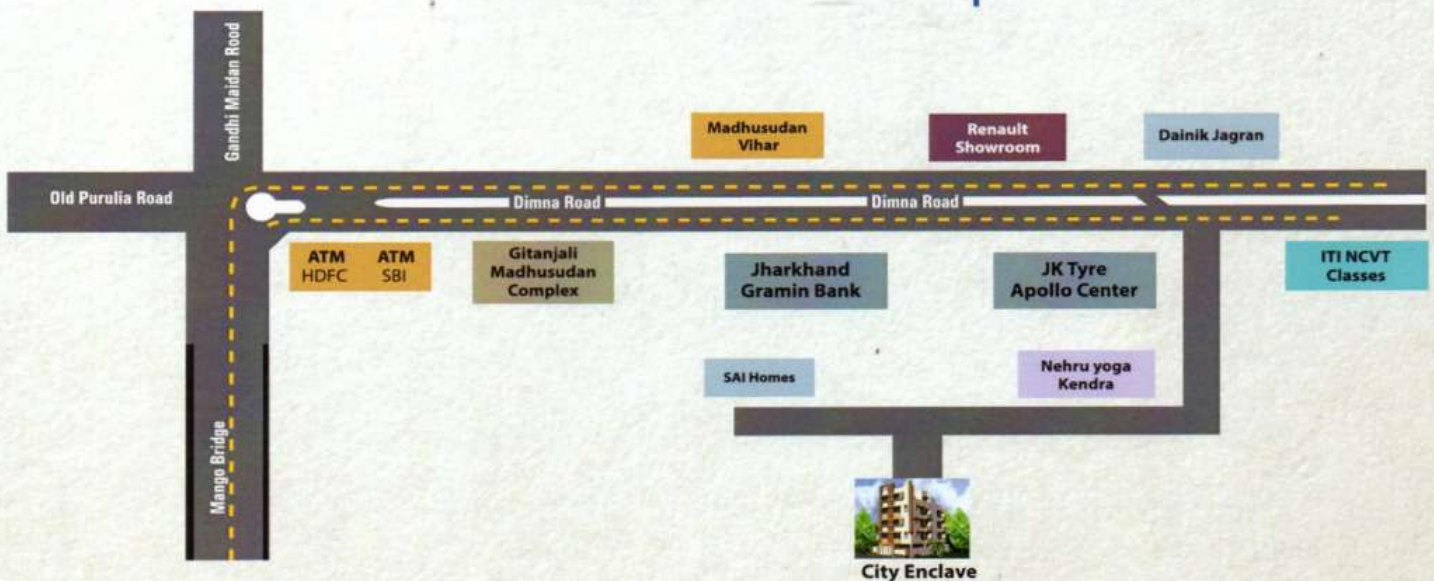 Gandhi Maidan Rood
Madhusudan
Vihar
Renault
Showroom
Dainik Jagran
Old Purulia Road
Dimna Road
Dimna Road
ATM
HDFC
ATM
SBI
Gitanjali
Madhusudan
Complex
Jharkhand
Gramin Bank
JK Tyre
Apollo Center
ITI NCVT
Classes
SAI Homes
Nehru yoga
Kendra
Mango Bridge
City Enclave